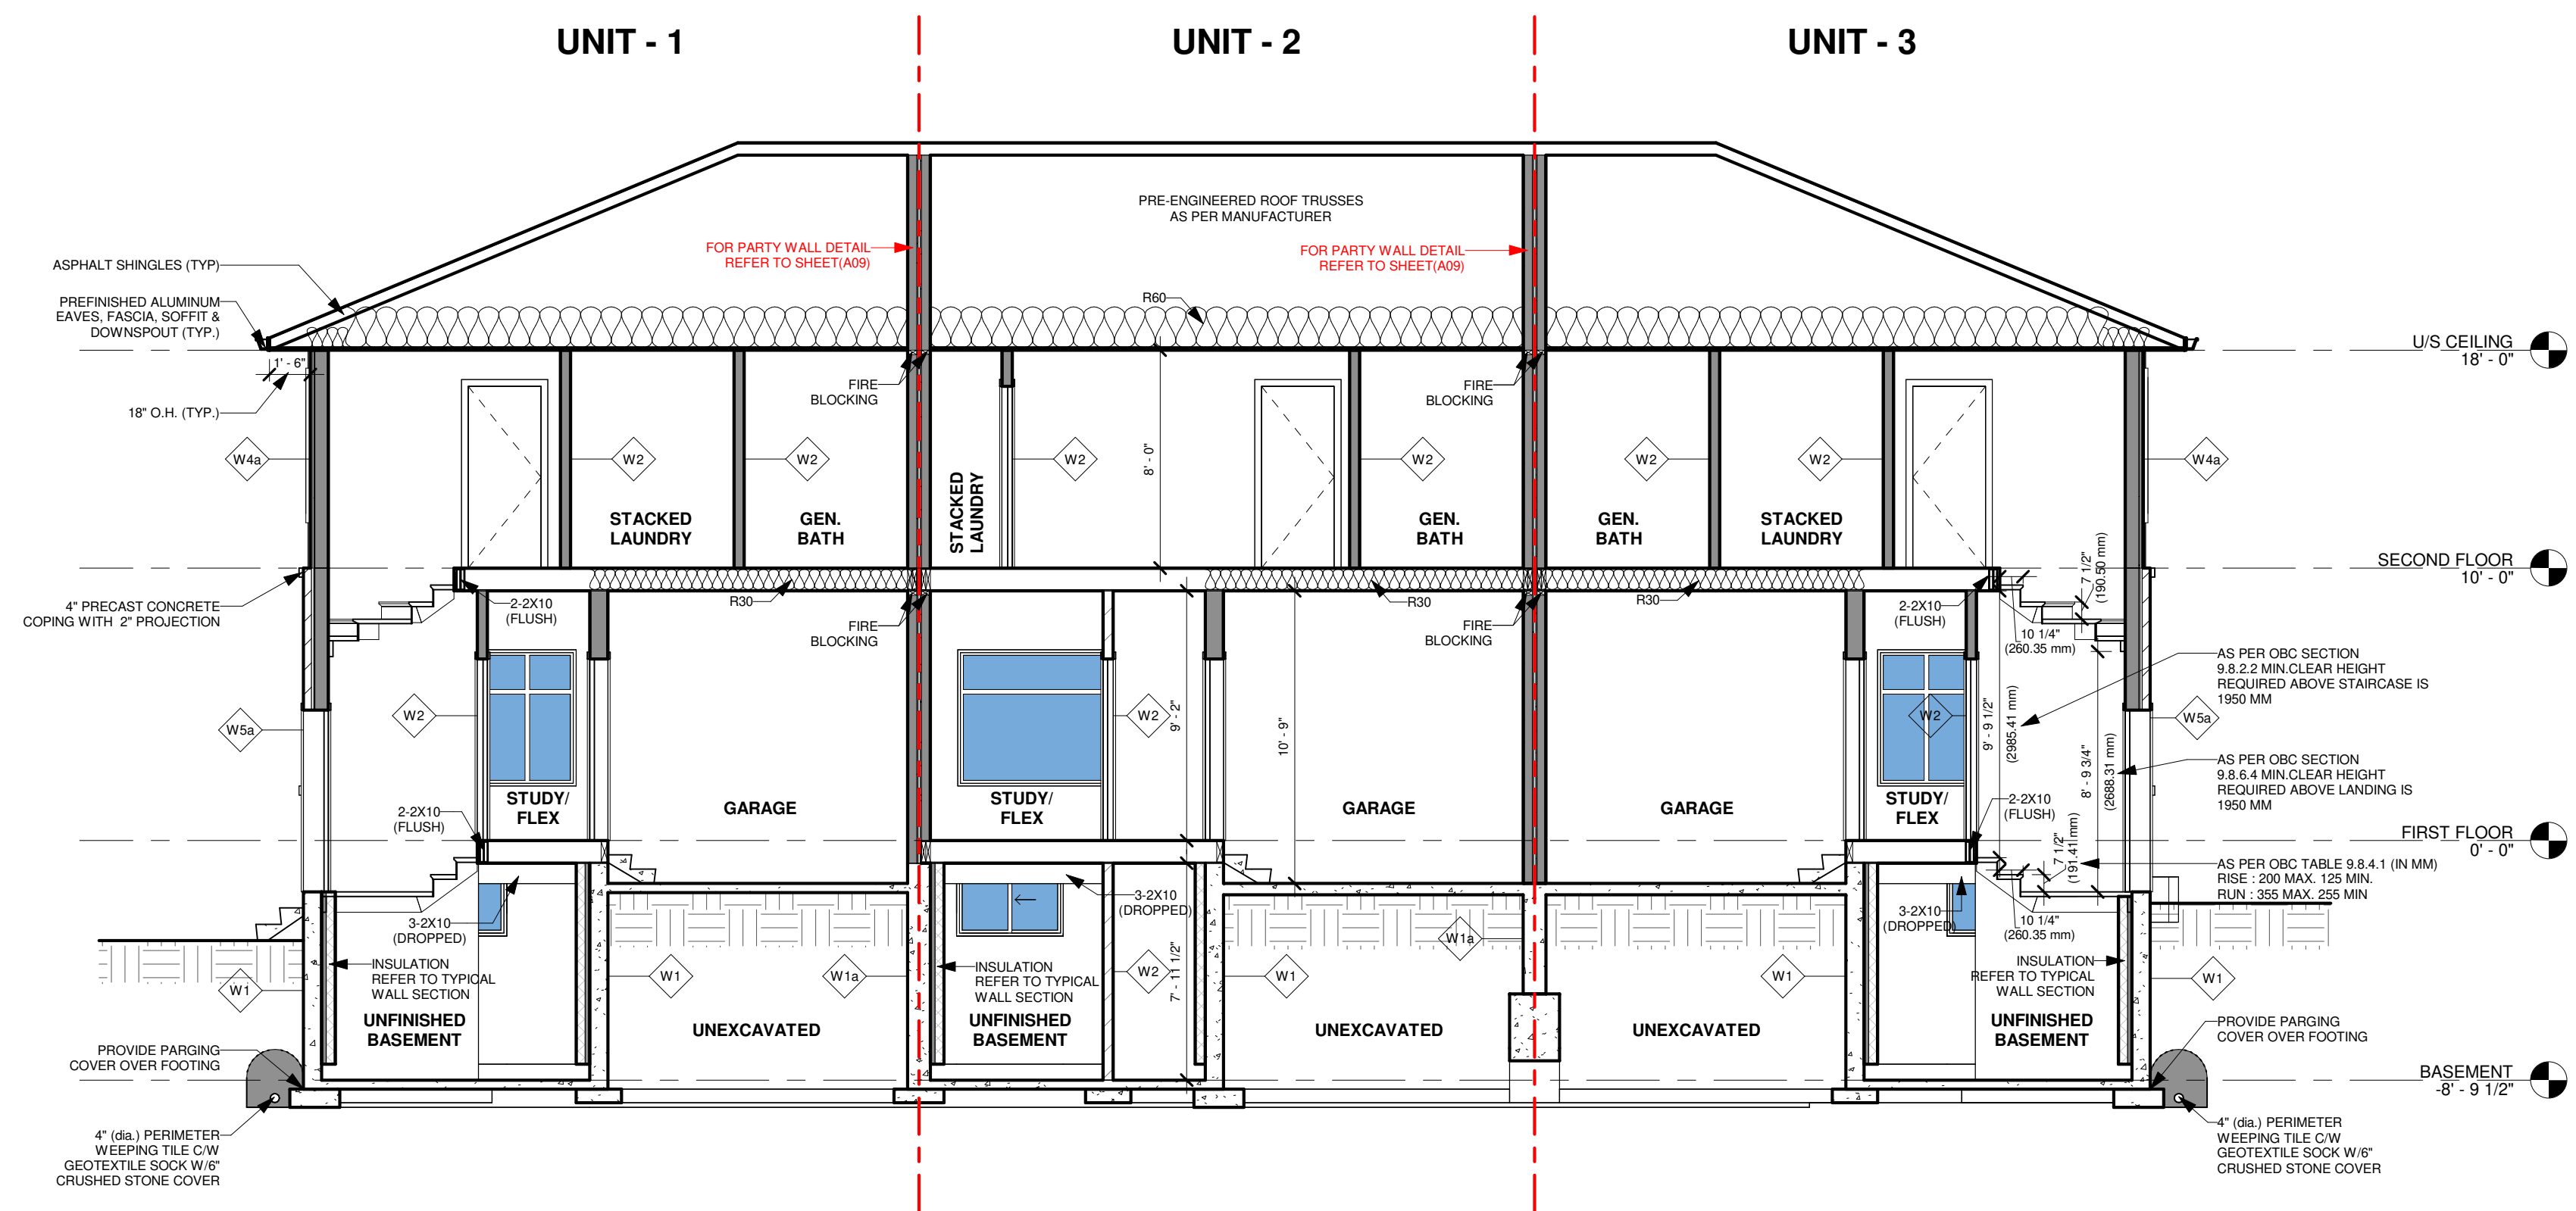 UNIT - 1
UNIT - 2
UNIT - 3
PRE-ENGINEERED ROOF TRUSSES
AS PER MANUFACTURER
FOR PARTY WALL DETAIL
REFER TO SHEET(A09)
FOR PARTY WALL DETAIL
REFER TO SHEET(A09)
ASPHALT SHINGLES (TYP)
PREFINISHED ALUMINUM
EAVES, FASCIA, SOFFIT &
DOWNSPOUT (TYP.)
R60
U/S CEILING
18' - 0"
1' - 6"
18" O.H. (TYP.)
FIRE
BLOCKING
FIRE
BLOCKING
W4a
W2
W2
W2
8' - 0"
W2
W2
W2
W4a
STACKED
LAUNDRY
GEN.
BATH
STACKED
LAUNDRY
GEN.
BATH
GEN.
BATH
STACKED
LAUNDRY
7 1/2"
(190.50 mm)
SECOND FLOOR
10' - 0"
4" PRECAST CONCRETE
COPING WITH  2" PROJECTION
2-2X10
(FLUSH)
R30
FIRE
BLOCKING
R30
FIRE
BLOCKING
R30
2-2X10
(FLUSH)
10 1/4"
(260.35 mm)
AS PER OBC SECTION
9.8.2.2 MIN.CLEAR HEIGHT
REQUIRED ABOVE STAIRCASE IS
1950 MM
W5a
W2
W2
9' - 2"
10' - 9"
W2
9' - 9 1/2"
(2985.41 mm)
W5a
8' - 9 3/4"
(2688.31 mm)
AS PER OBC SECTION
9.8.6.4 MIN.CLEAR HEIGHT
REQUIRED ABOVE LANDING IS
1950 MM
STUDY/
FLEX
GARAGE
STUDY/
FLEX
GARAGE
GARAGE
STUDY/
FLEX
2-2X10
(FLUSH)
2-2X10
(FLUSH)
FIRST FLOOR
0' - 0"
7 1/2"
(191.41 mm)
AS PER OBC TABLE 9.8.4.1 (IN MM)
RISE : 200 MAX. 125 MIN.
RUN : 355 MAX. 255 MIN
3-2X10
(DROPPED)
3-2X10
(DROPPED)
3-2X10
(DROPPED)
10 1/4"
(260.35 mm)
W1a
INSULATION
REFER TO TYPICAL
WALL SECTION
W1
W1
W1a
INSULATION
REFER TO TYPICAL
WALL SECTION
W2
7' - 11 1/2"
W1
W1
INSULATION
REFER TO TYPICAL
WALL SECTION
W1
UNFINISHED
BASEMENT
UNEXCAVATED
UNFINISHED
BASEMENT
UNEXCAVATED
UNEXCAVATED
UNFINISHED
BASEMENT
PROVIDE PARGING
COVER OVER FOOTING
PROVIDE PARGING
COVER OVER FOOTING
BASEMENT
-8' - 9 1/2"
4" (dia.) PERIMETER
WEEPING TILE C/W
GEOTEXTILE SOCK W/6"
CRUSHED STONE COVER
4" (dia.) PERIMETER
WEEPING TILE C/W
GEOTEXTILE SOCK W/6"
CRUSHED STONE COVER